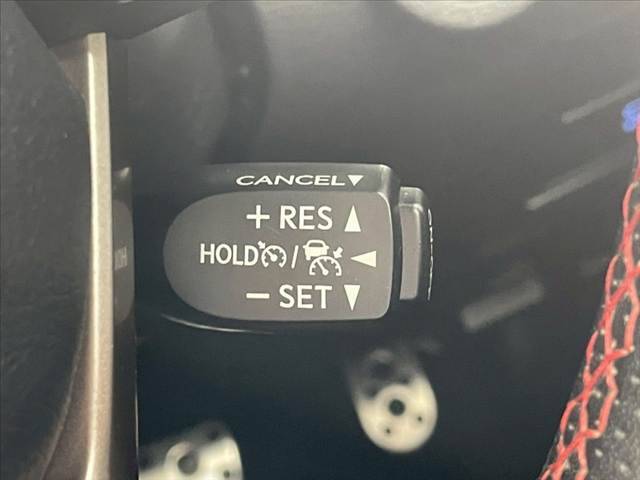 CANCEL▼
+ RES ▲
HOLD / ◄
− SET ▼